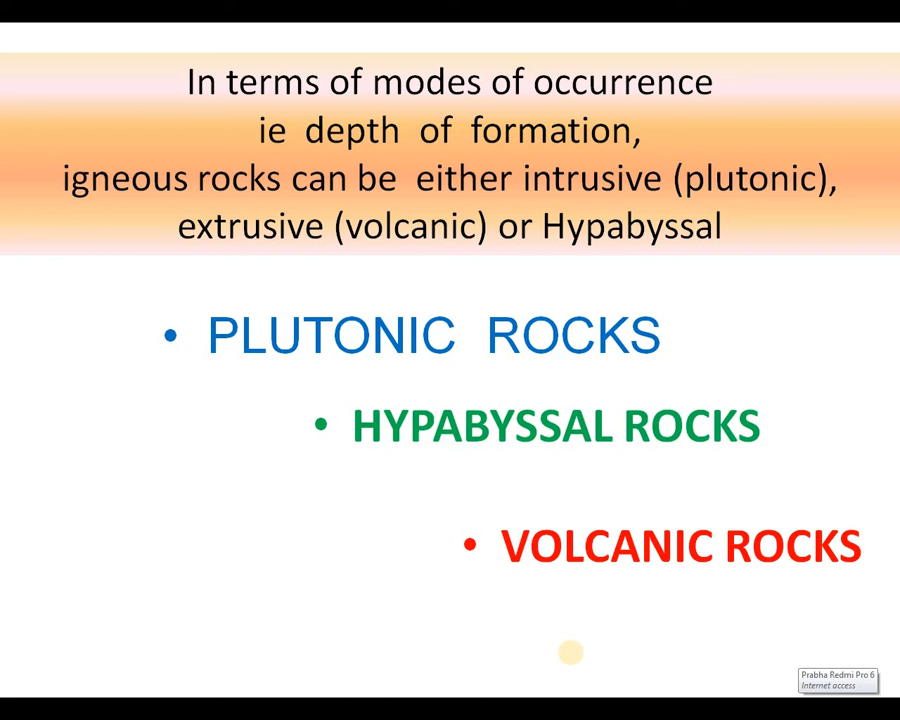 In terms of modes of occurrence
ie depth of formation,
igneous rocks can be either intrusive (plutonic),
extrusive (volcanic) or Hypabyssal
• PLUTONIC ROCKS
• HYPABYSSAL ROCKS
• VOLCANIC ROCKS
Prabha Redmi Pro 6
Internet access